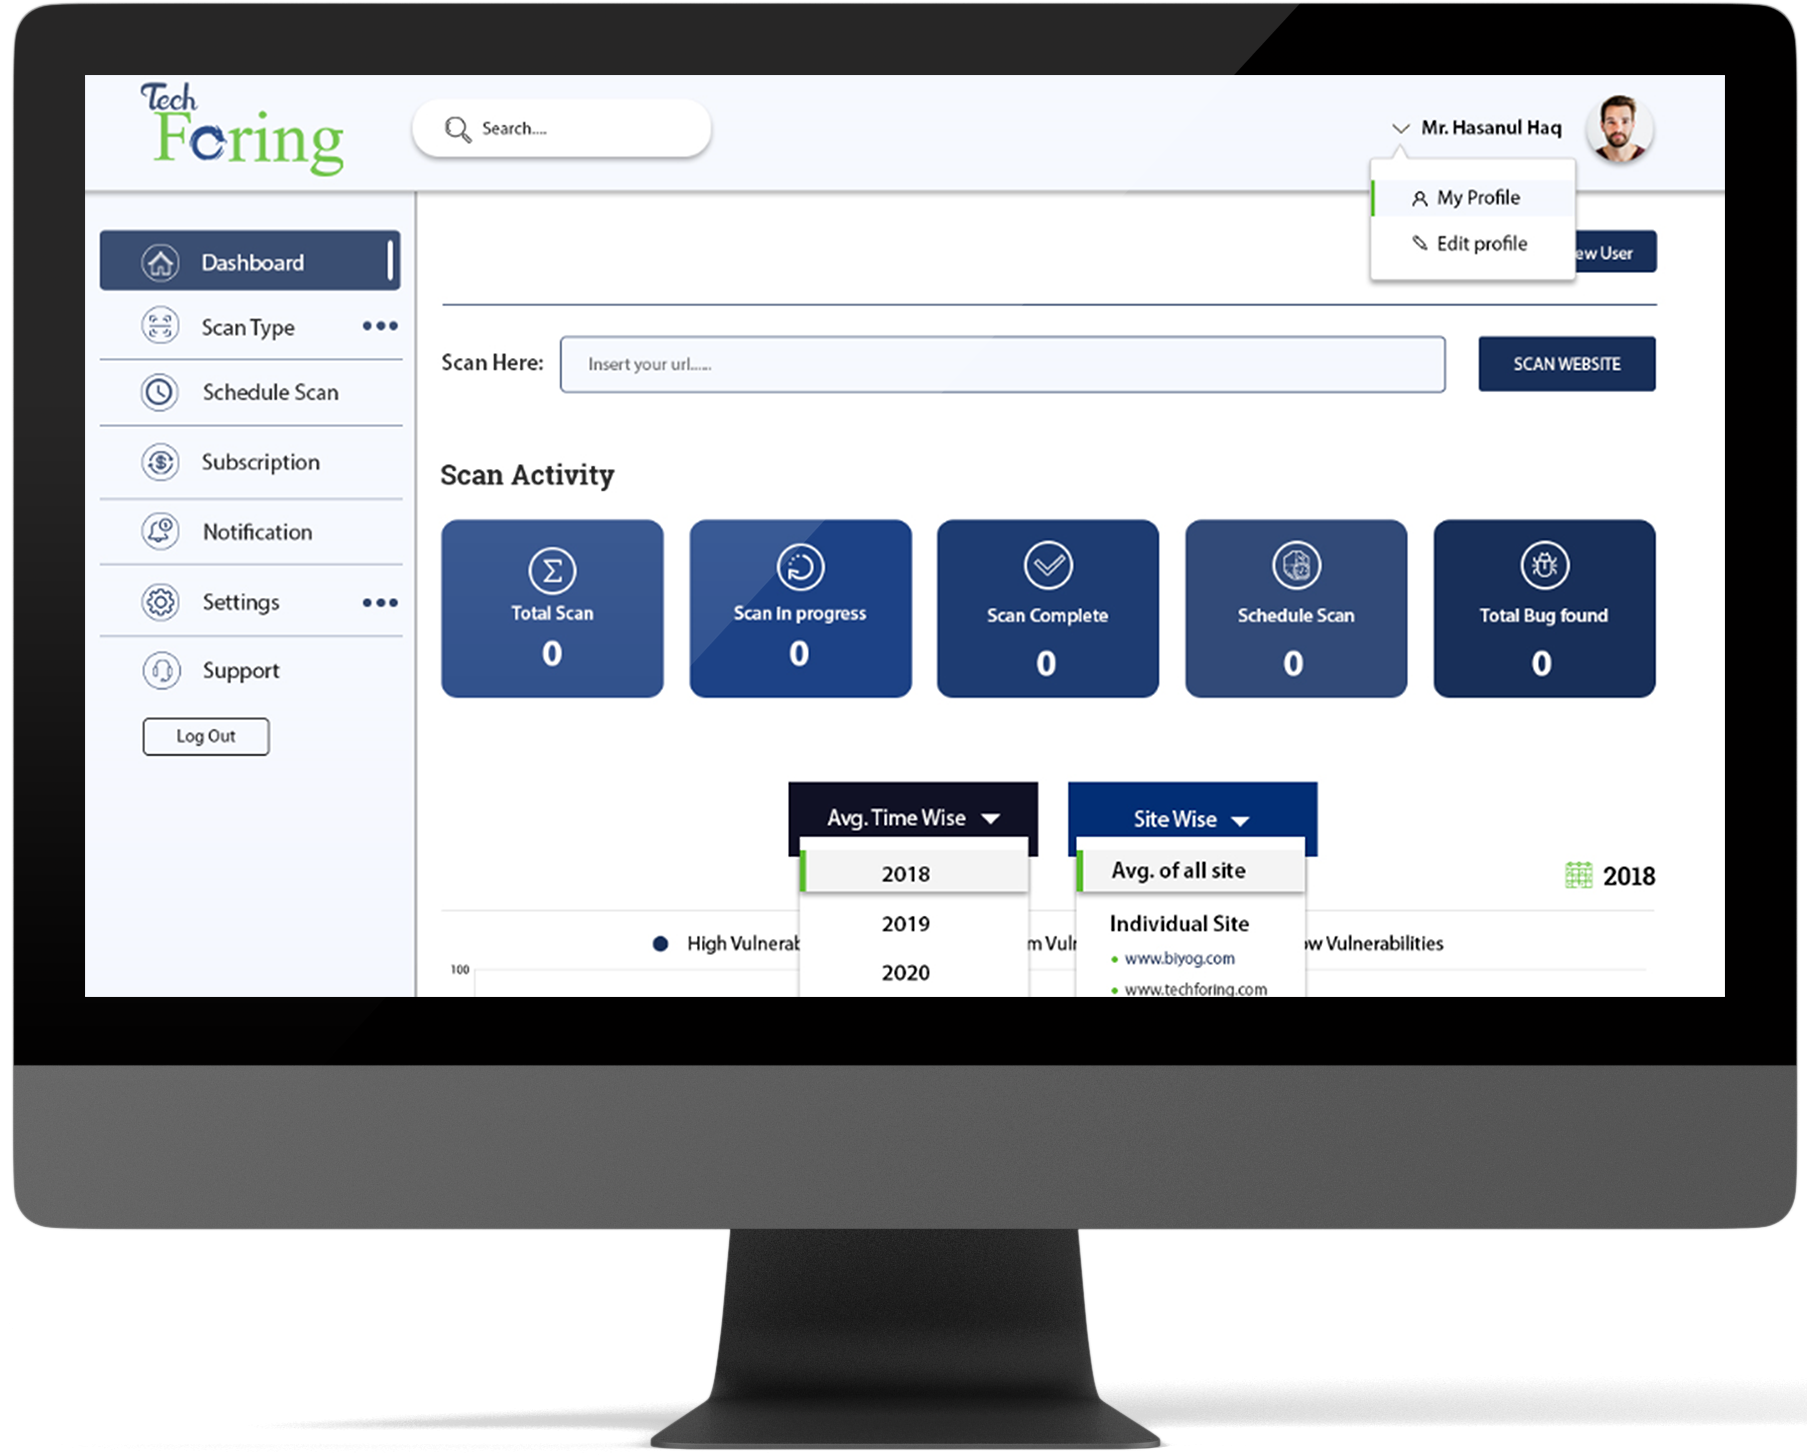 Tech
Foring
Search....
Mr. Hasanul Haq
My Profile
Edit profile
User
Dashboard
Scan Type
Schedule Scan
Subscription
Notification
Settings
Support
Log Out
Scan Here:
Insert your url......
SCAN WEBSITE
Scan Activity
Total Scan
0
Scan In progress
0
Scan Complete
0
Schedule Scan
0
Total Bug found
0
Avg. Time Wise
2018
2019
2020
Site Wise
Avg. of all site
Individual Site
www.biyog.com
www.techforing.com
2018
High
Vulnerabilities
100